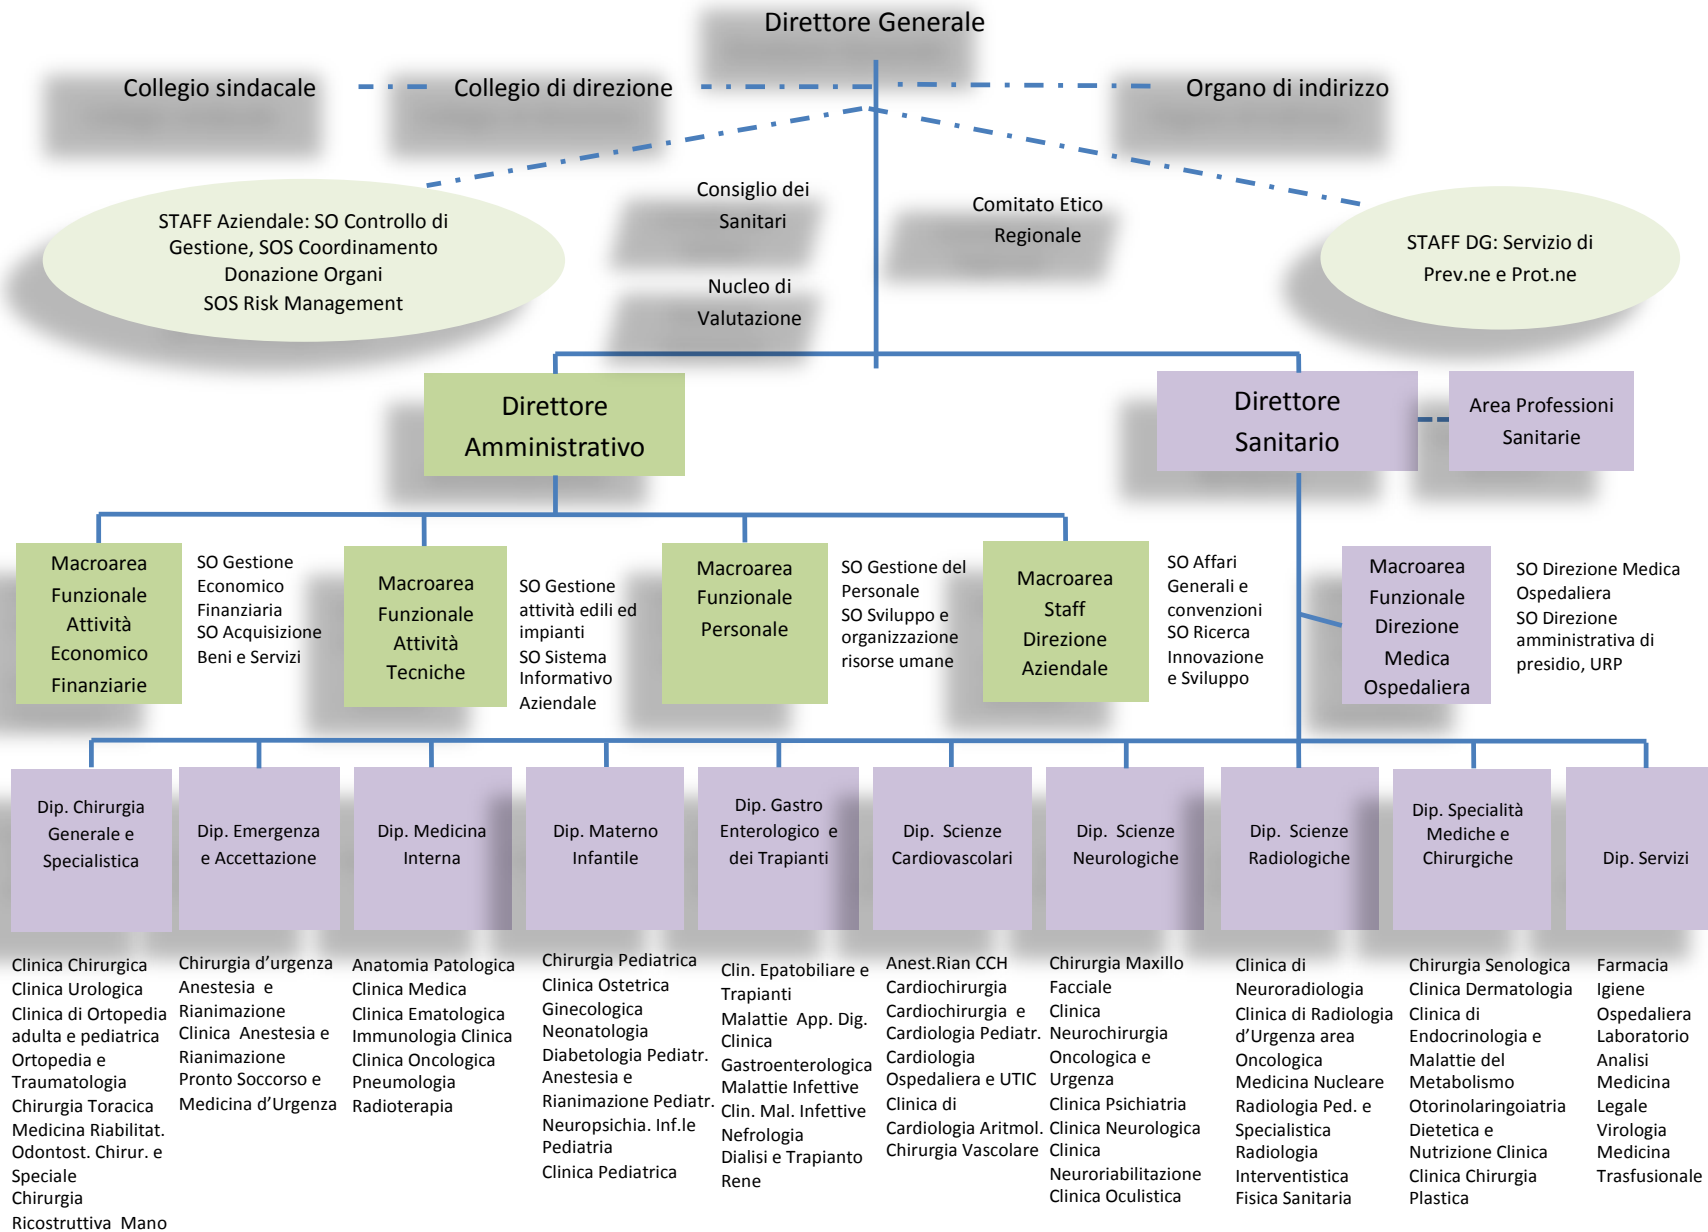 Direttore Generale
Collegio sindacale
Collegio di direzione
Organo di indirizzo
STAFF Aziendale: SO Controllo di
Gestione, SOS Coordinamento
Donazione Organi
SOS Risk Management
Consiglio dei
Sanitari
Nucleo di
Valutazione
Comitato Etico
Regionale
STAFF DG: Servizio di
Prev.ne e Prot.ne
Direttore
Amministrativo
Direttore
Sanitario
Area Professioni
Sanitarie
Macroarea
Funzionale
Attività
Economico
Finanziarie
SO Gestione
Economico
Finanziaria
SO Acquisizione
Beni e Servizi
Macroarea
Funzionale
Attività
Tecniche
SO Gestione
attività edili ed
impianti
SO Sistema
Informativo
Aziendale
Macroarea
Funzionale
Personale
SO Gestione del
Personale
SO Sviluppo e
organizzazione
risorse umane
Macroarea
Staff
Direzione
Aziendale
SO Affari
Generali e
convenzioni
SO Ricerca
Innovazione
e Sviluppo
Macroarea
Funzionale
Direzione
Medica
Ospedaliera
SO Direzione Medica
Ospedaliera
SO Direzione
amministrativa di
presidio, URP
Dip. Chirurgia
Generale e
Specialistica
Dip. Emergenza
e Accettazione
Dip. Medicina
Interna
Dip. Materno
Infantile
Dip. Gastro
Enterologico e
dei Trapianti
Dip. Scienze
Cardiovascolari
Dip. Scienze
Neurologiche
Dip. Scienze
Radiologiche
Dip. Specialità
Mediche e
Chirurgiche
Dip. Servizi
Clinica Chirurgica
Clinica Urologica
Clinica di Ortopedia
adulta e pediatrica
Ortopedia e
Traumatologia
Chirurgia Toracica
Medicina Riabilitat.
Odontost. Chirur. e
Speciale
Chirurgia
Ricostruttiva Mano
Chirurgia d’urgenza
Anestesia e
Rianimazione
Clinica Anestesia e
Rianimazione
Pronto Soccorso e
Medicina d’Urgenza
Anatomia Patologica
Clinica Medica
Clinica Ematologica
Immunologia Clinica
Clinica Oncologica
Pneumologia
Radioterapia
Chirurgia Pediatrica
Clinica Ostetrica
Ginecologica
Neonatologia
Diabetologia Pediatr.
Anestesia e
Rianimazione Pediatr.
Neuropsichia. Inf.le
Pediatria
Clinica Pediatrica
Clin. Epatobiliare e
Trapianti
Malattie App. Dig.
Clinica
Gastroenterologica
Malattie Infettive
Clin. Mal. Infettive
Nefrologia
Dialisi e Trapianto
Rene
Anest.Rian CCH
Cardiochirurgia
Cardiochirurgia e
Cardiologia Pediatr.
Cardiologia
Ospedaliera e UTIC
Clinica di
Cardiologia Aritmol.
Chirurgia Vascolare
Chirurgia Maxillo
Facciale
Clinica
Neurochirurgia
Oncologica e
Urgenza
Clinica Psichiatria
Clinica Neurologica
Clinica
Neuroriabilitazione
Clinica Oculistica
Clinica di
Neuroradiologia
Clinica di Radiologia
d’Urgenza area
Oncologica
Medicina Nucleare
Radiologia Ped. e
Specialistica
Radiologia
Interventistica
Fisica Sanitaria
Chirurgia Senologica
Clinica Dermatologia
Clinica di
Endocrinologia e
Malattie del
Metabolismo
Otorinolaringoiatria
Dietetica e
Nutrizione Clinica
Clinica Chirurgia
Plastica
Farmacia
Igiene
Ospedaliera
Laboratorio
Analisi
Medicina
Legale
Virologia
Medicina
Trasfusionale